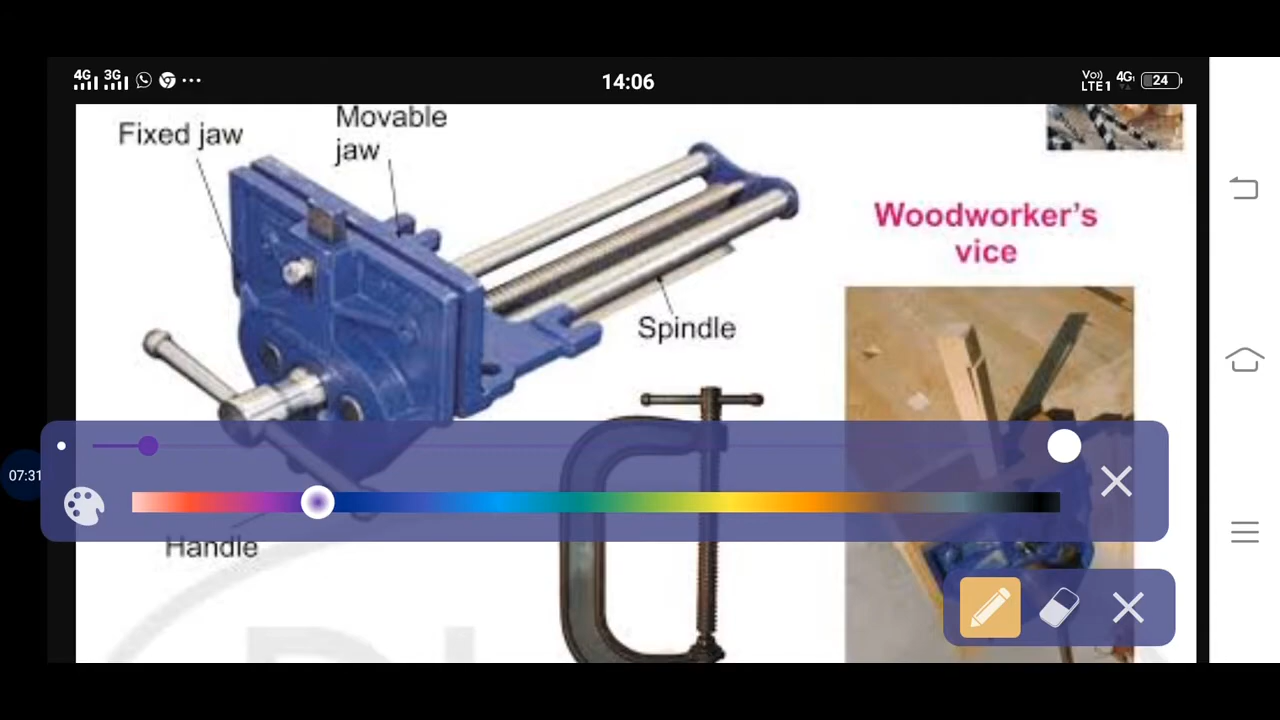 4G 3G
14:06
Vo))
LTE1
4G
24
Fixed jaw
Movable
jaw
Woodworker's
vice
Spindle
07:31
Handle